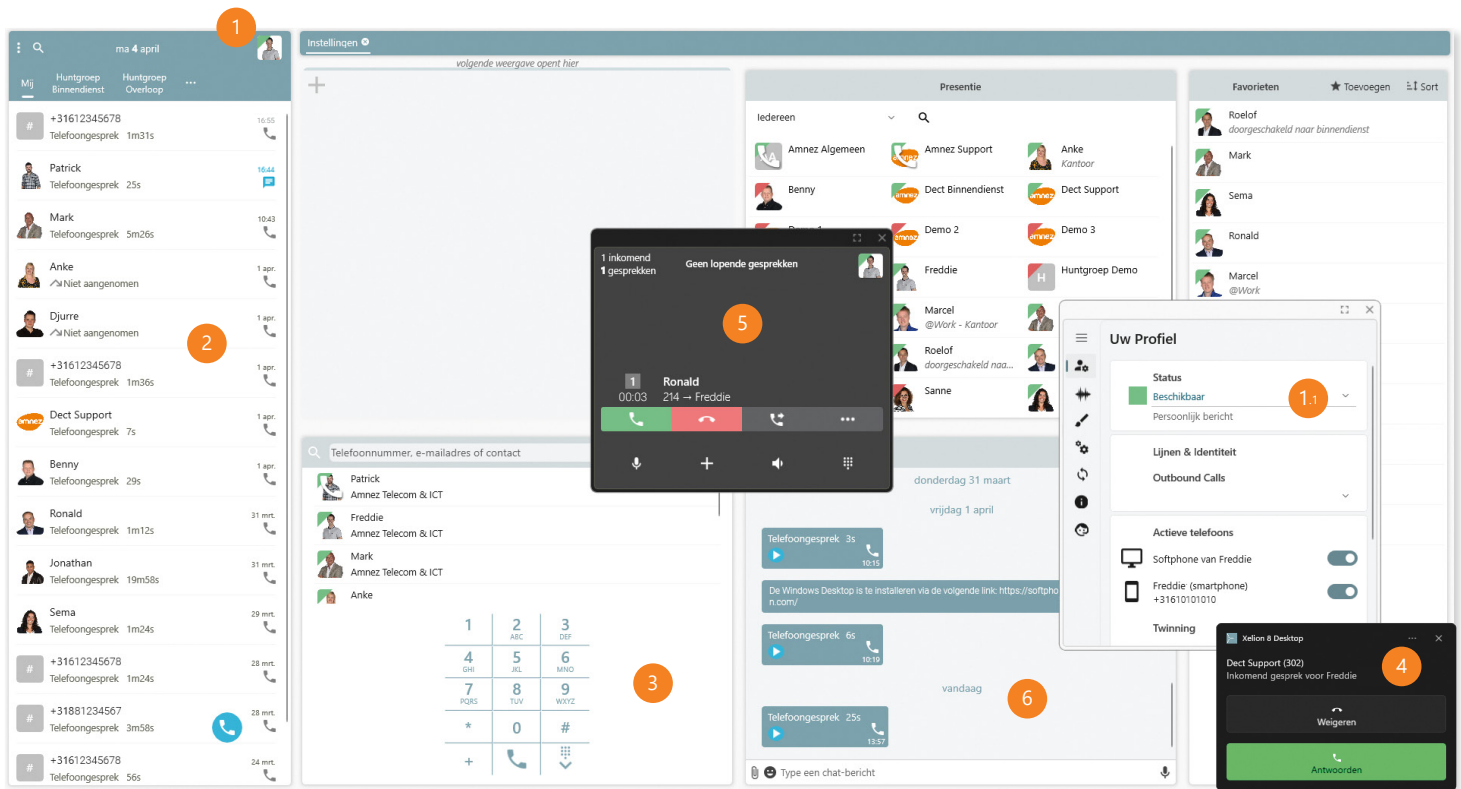 1
ma 4 april
Mij
Huntgroep Binnendienst
Huntgroep Overloop
...
#
+31612345678
16:55
Telefoongesprek 1m31s
Patrick
16:44
Telefoongesprek 25s
Mark
10:43
Telefoongesprek 5m26s
Anke
1 apr.
Niet aangenomen
Djurre
1 apr.
Niet aangenomen
2
#
+31612345678
1 apr.
Telefoongesprek 1m36s
amnez
Dect Support
1 apr.
Telefoongesprek 7s
Benny
1 apr.
Telefoongesprek 29s
Ronald
31 mrt.
Telefoongesprek 1m12s
Jonathan
31 mrt.
Telefoongesprek 19m58s
Sema
29 mrt.
Telefoongesprek 1m24s
#
+31612345678
28 mrt.
Telefoongesprek 1m24s
#
+31881234567
28 mrt.
Telefoongesprek 3m58s
#
+31612345678
24 mrt.
Telefoongesprek 56s
Instellingen
volgende weergave opent hier
Presentie
Iedereen
Amnez Algemeen
Amnez Support
Anke
Kantoor
Benny
Dect Binnendienst
Dect Support
Demo 2
Demo 3
Freddie
H
Huntgroep Demo
Marcel
@Work - Kantoor
Roelof
doorgeschakeld naa...
Sanne
Favorieten
Toevoegen
Sort
Roelof
doorgeschakeld naar binnendienst
Mark
Sema
Ronald
Marcel
@Work
1 inkomend
1 gesprekken
Geen lopende gesprekken
5
1
Ronald
00:03
214 → Freddie
Telefoonnummer, e-mailadres of contact
Patrick
Amnez Telecom & ICT
Freddie
Amnez Telecom & ICT
Mark
Amnez Telecom & ICT
Anke
1
2
ABC
3
DEF
4
GHI
5
JKL
6
MNO
7
PQRS
8
TUV
9
WXYZ
*
0
#
+
3
donderdag 31 maart
vrijdag 1 april
Telefoongesprek 3s
10:15
De Windows Desktop is te installeren via de volgende link: https://softpho
n.com/
Telefoongesprek 6s
10:19
vandaag
6
Telefoongesprek 25s
13:57
Type een chat-bericht
Uw Profiel
Status
Beschikbaar
1.1
Persoonlijk bericht
Lijnen & Identiteit
Outbound Calls
Actieve telefoons
Softphone van Freddie
Freddie (smartphone)
+31610101010
Twinning
Xelion 8 Desktop
...
Dect Support (302)
Inkomend gesprek voor Freddie
4
Weigeren
Antwoorden